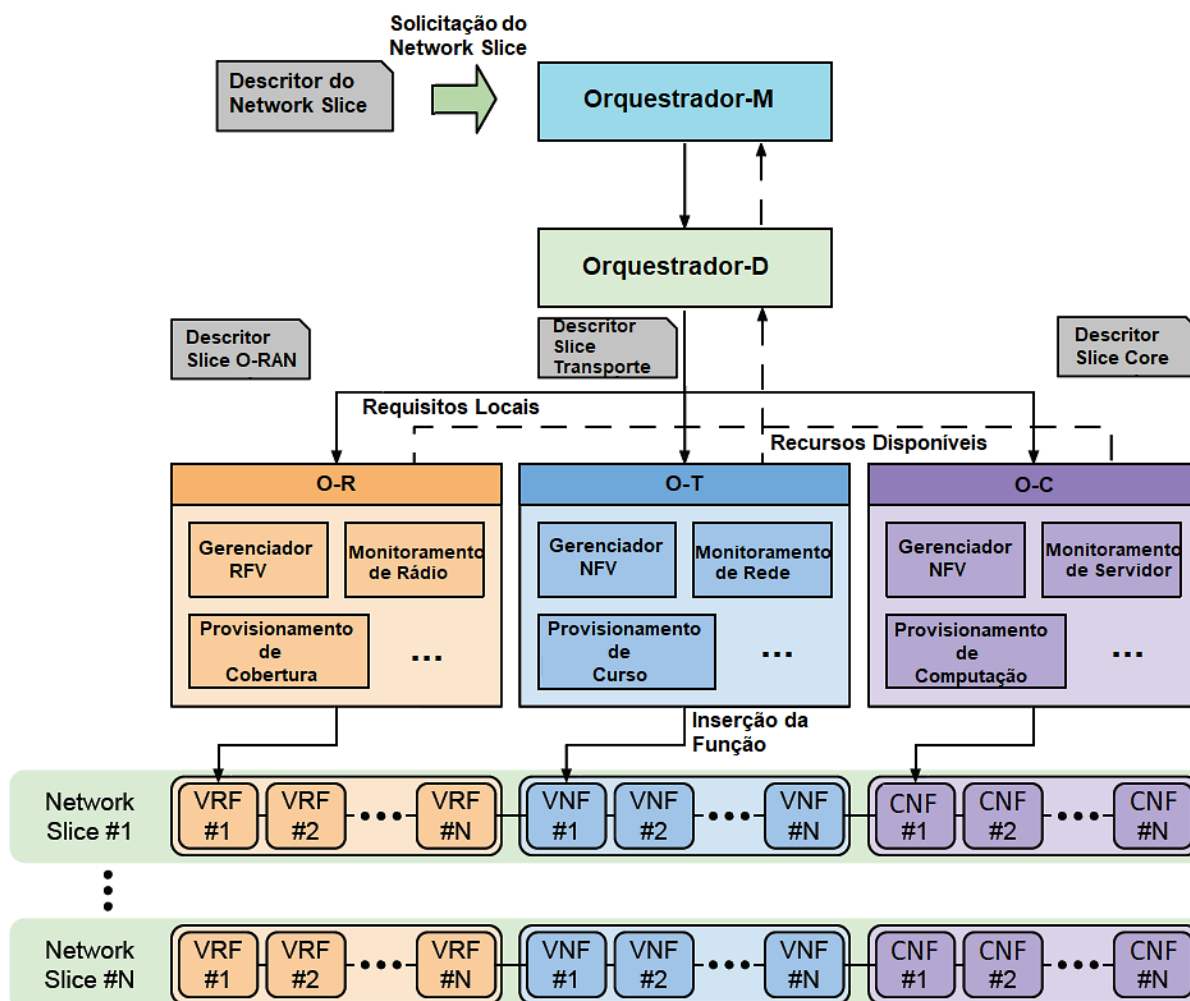 Solicitação do
Network Slice
Descritor do
Network Slice
Orquestrador-M
Orquestrador-D
Descritor
Slice O-RAN
Descritor
Slice
Transporte
Descritor
Slice Core
Requisitos Locais
Recursos Disponíveis
O-R
O-T
O-C
Gerenciador
RFV
Monitoramento
de Rádio
Provisionamento
de
Cobertura
...
Gerenciador
NFV
Monitoramento
de Rede
Provisionamento
de
Curso
...
Gerenciador
NFV
Monitoramento
de Servidor
Provisionamento
de
Computação
...
Inserção da
Função
Network
Slice #1
VRF
#1
VRF
#2
VRF
#N
VNF
#1
VNF
#2
VNF
#N
CNF
#1
CNF
#2
CNF
#N
Network
Slice #N
VRF
#1
VRF
#2
VRF
#N
VNF
#1
VNF
#2
VNF
#N
CNF
#1
CNF
#2
CNF
#N